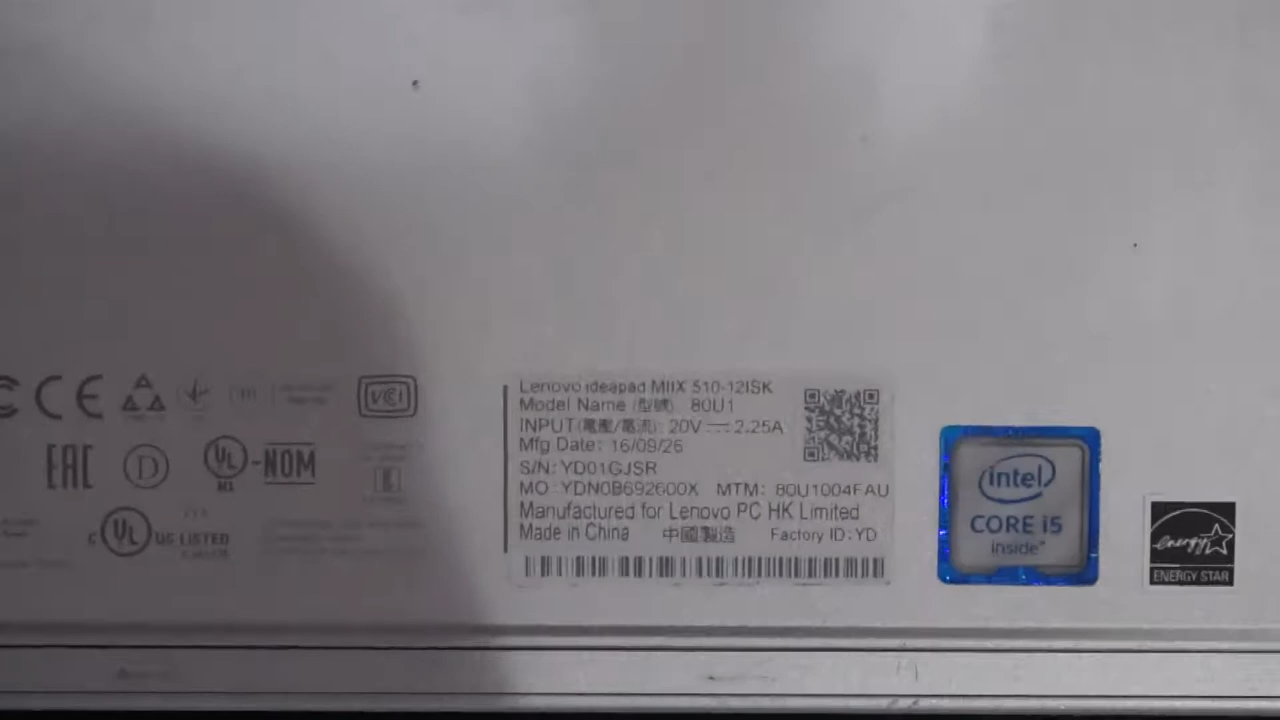 CE
VCI
EAC
D
UL-NOM
C UL US LISTED
Lenovo ideapad MIIX 510-12ISK
Model Name (型號) 80U1
INPUT(電壓/電流): 20V 2.25A
Mfg Date: 16/09/26
S/N: YD01GJSR
MO: YDN0B692600X MTM: 80U1004FAU
Manufactured for Lenovo PC HK Limited
Made in China 中國製造 Factory ID: YD
intel
CORE i5
inside™
energy
ENERGY STAR